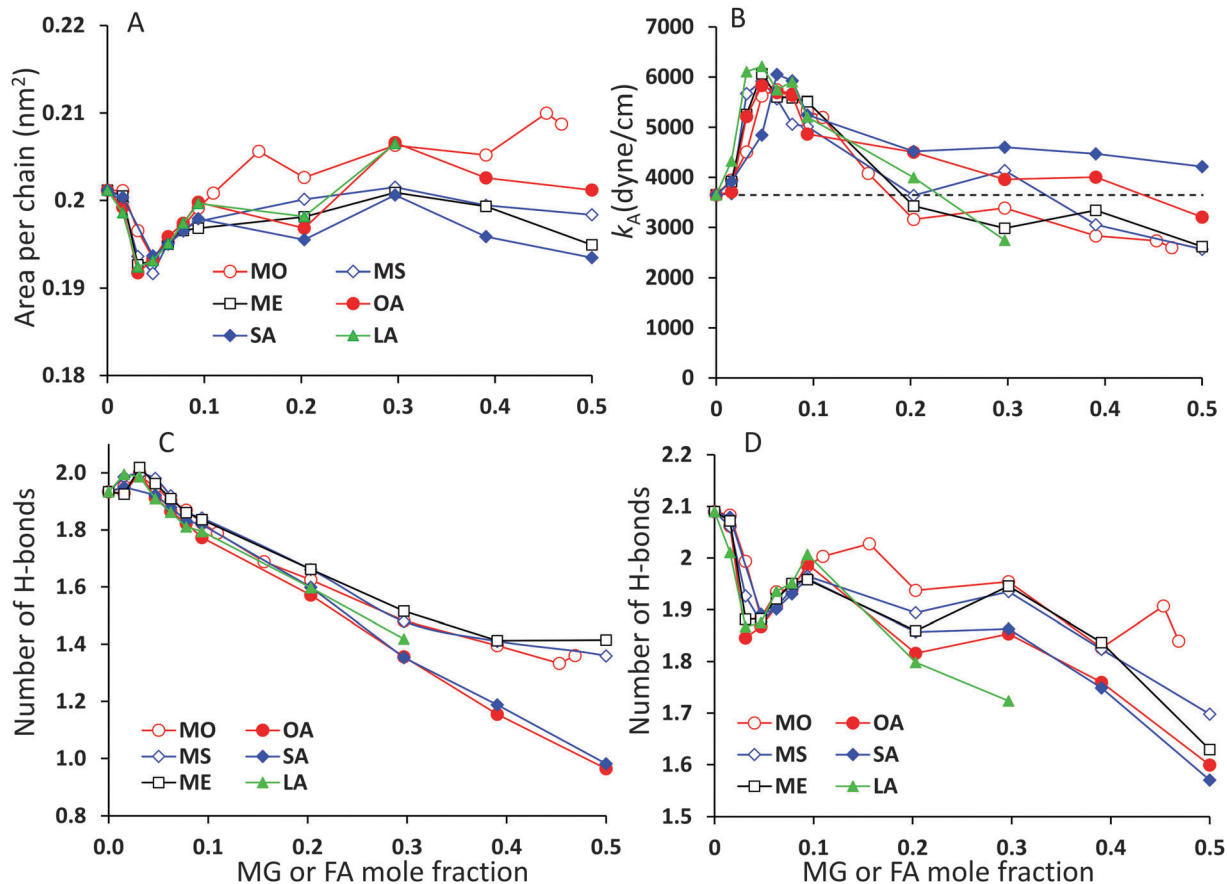 A
Area per chain (nm²)
0.22
0.21
0.2
0.19
0.18
0 0.1 0.2 0.3 0.4 0.5
MO MS
ME OA
SA LA
B
kA(dyne/cm)
7000
6000
5000
4000
3000
2000
1000
0
0 0.1 0.2 0.3 0.4 0.5
C
Number of H-bonds
2.0
1.8
1.6
1.4
1.2
1.0
0.8
0.0 0.1 0.2 0.3 0.4 0.5
MG or FA mole fraction
MO OA
MS SA
ME LA
D
Number of H-bonds
2.2
2.1
2
1.9
1.8
1.7
1.6
1.5
0 0.1 0.2 0.3 0.4 0.5
MG or FA mole fraction
MO OA
MS SA
ME LA